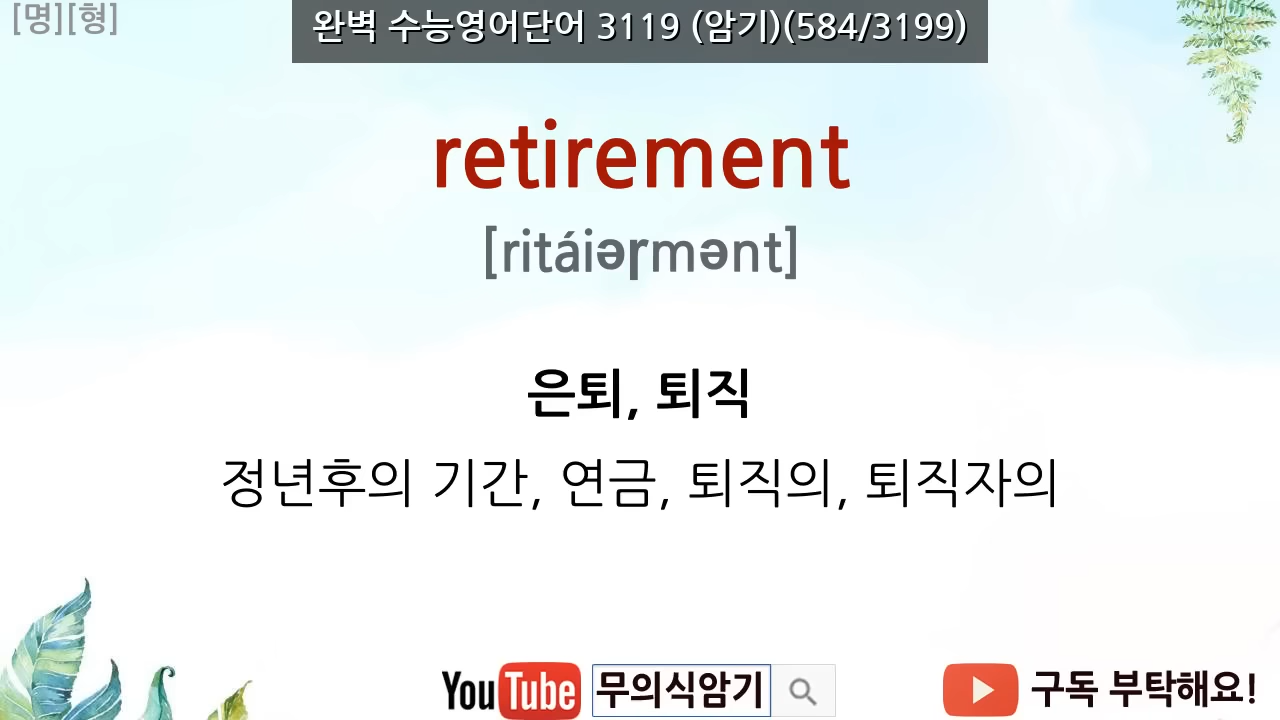 [명][형]
완벽 수능영어단어 3119 (암기)(584/3199)
retirement
[ritáiərmənt]
은퇴, 퇴직
정년후의 기간, 연금, 퇴직의, 퇴직자의
YouTube 무의식암기
구독 부탁해요!